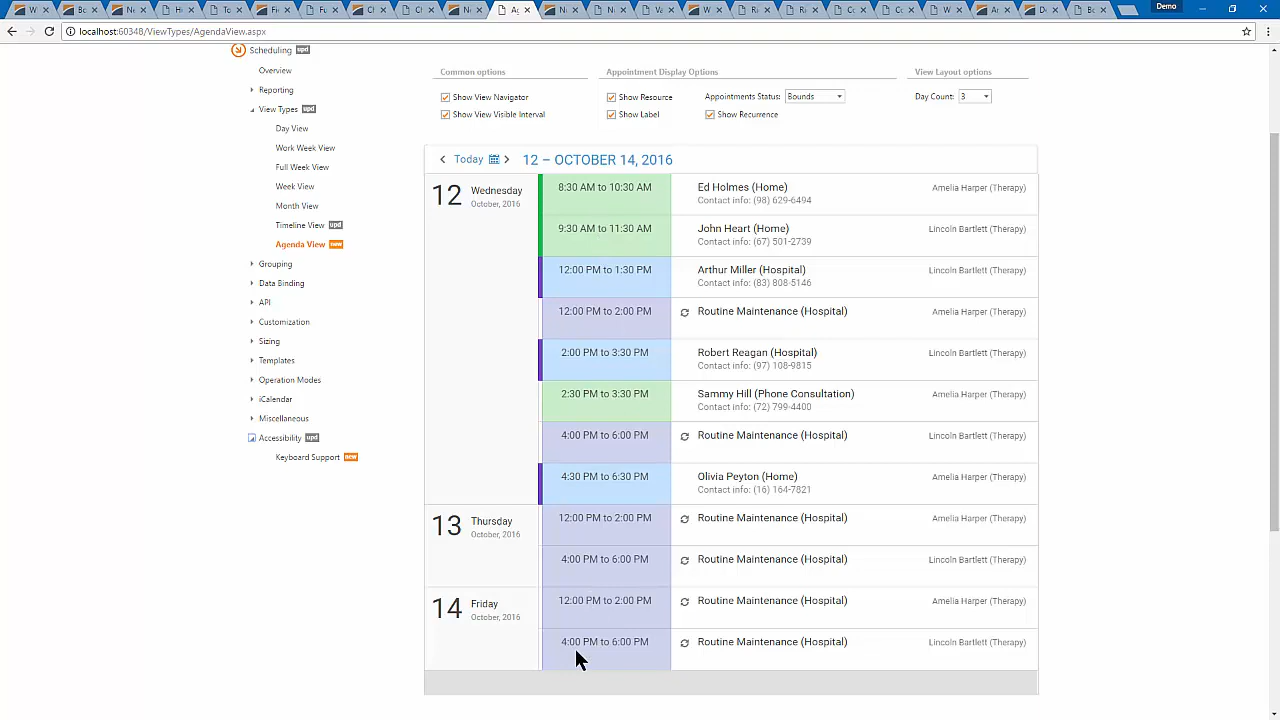 Demo
localhost:60348/ViewTypes/AgendaView.aspx
Scheduling upd
Overview
Reporting
View Types upd
Day View
Work Week View
Full Week View
Week View
Month View
Timeline View upd
Agenda View new
Grouping
Data Binding
API
Customization
Sizing
Templates
Operation Modes
iCalendar
Miscellaneous
Accessibility upd
Keyboard Support new
Common options
Show View Navigator
Show View Visible Interval
Appointment Display Options
Show Resource Appointments Status: Bounds
Show Label Show Recurrence
View Layout options
Day Count: 3
Today 12 – OCTOBER 14, 2016
12 Wednesday
October, 2016
8:30 AM to 10:30 AM Ed Holmes (Home) Amelia Harper (Therapy)
Contact info: (98) 629-6494
9:30 AM to 11:30 AM John Heart (Home) Lincoln Bartlett (Therapy)
Contact info: (67) 501-2739
12:00 PM to 1:30 PM Arthur Miller (Hospital) Lincoln Bartlett (Therapy)
Contact info: (83) 808-5146
12:00 PM to 2:00 PM Routine Maintenance (Hospital) Amelia Harper (Therapy)
2:00 PM to 3:30 PM Robert Reagan (Hospital) Lincoln Bartlett (Therapy)
Contact info: (97) 108-9815
2:30 PM to 3:30 PM Sammy Hill (Phone Consultation) Amelia Harper (Therapy)
Contact info: (72) 799-4400
4:00 PM to 6:00 PM Routine Maintenance (Hospital) Lincoln Bartlett (Therapy)
4:30 PM to 6:30 PM Olivia Peyton (Home) Amelia Harper (Therapy)
Contact info: (16) 164-7821
13 Thursday
October, 2016
12:00 PM to 2:00 PM Routine Maintenance (Hospital) Amelia Harper (Therapy)
4:00 PM to 6:00 PM Routine Maintenance (Hospital) Lincoln Bartlett (Therapy)
14 Friday
October, 2016
12:00 PM to 2:00 PM Routine Maintenance (Hospital) Amelia Harper (Therapy)
4:00 PM to 6:00 PM Routine Maintenance (Hospital) Lincoln Bartlett (Therapy)